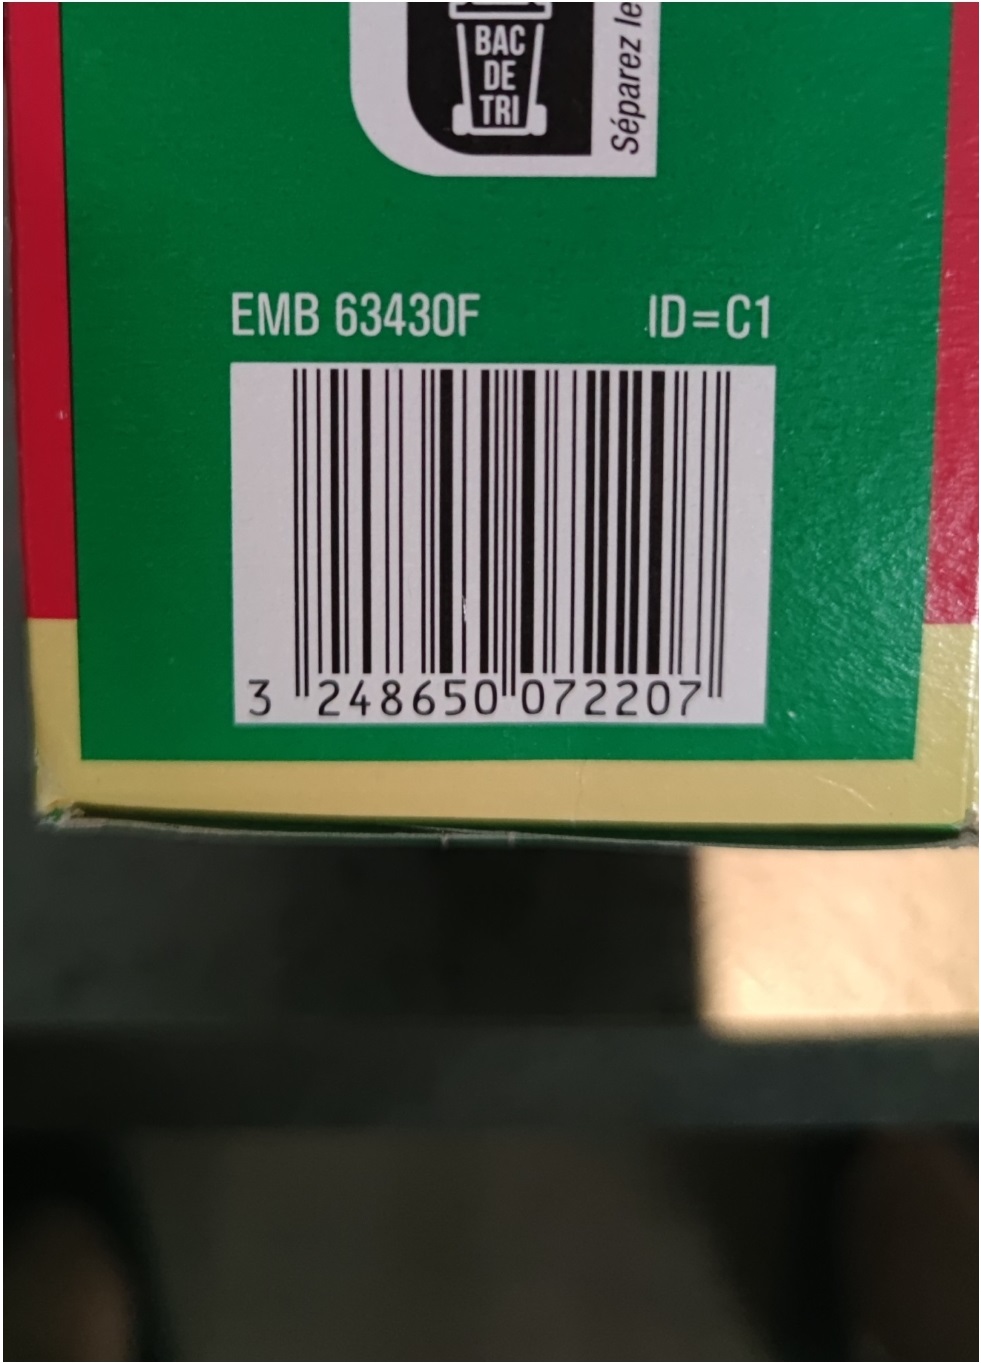 BAC
DE
TRI
Séparez le
EMB 63430F ID=C1
3 248650 072207